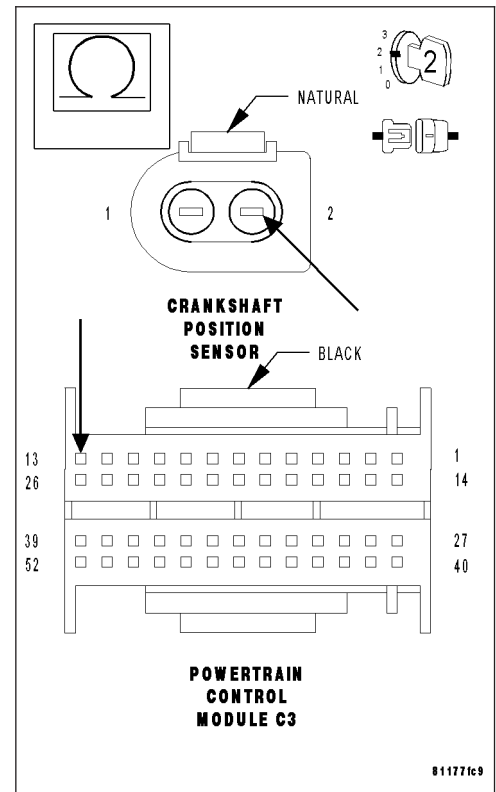 3
2
1
0
2
NATURAL
1
2
CRANKSHAFT
POSITION
SENSOR
BLACK
13
1
26
14
39
27
52
40
POWERTRAIN
CONTROL
MODULE C3
81177fc9